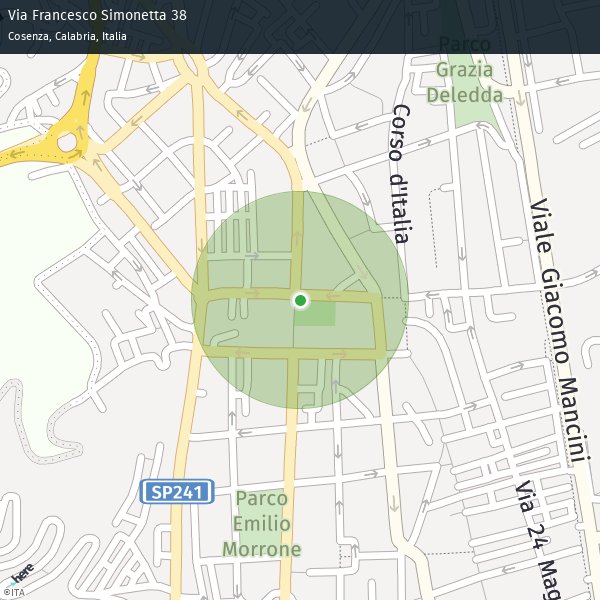 Via Francesco Simonetta 38
Cosenza, Calabria, Italia
Parco
Grazia
Deledda
Corso d'Italia
Viale Giacomo Mancini
SP241
Parco
Emilio
Morrone
Via 24 Mag
here
©ITA